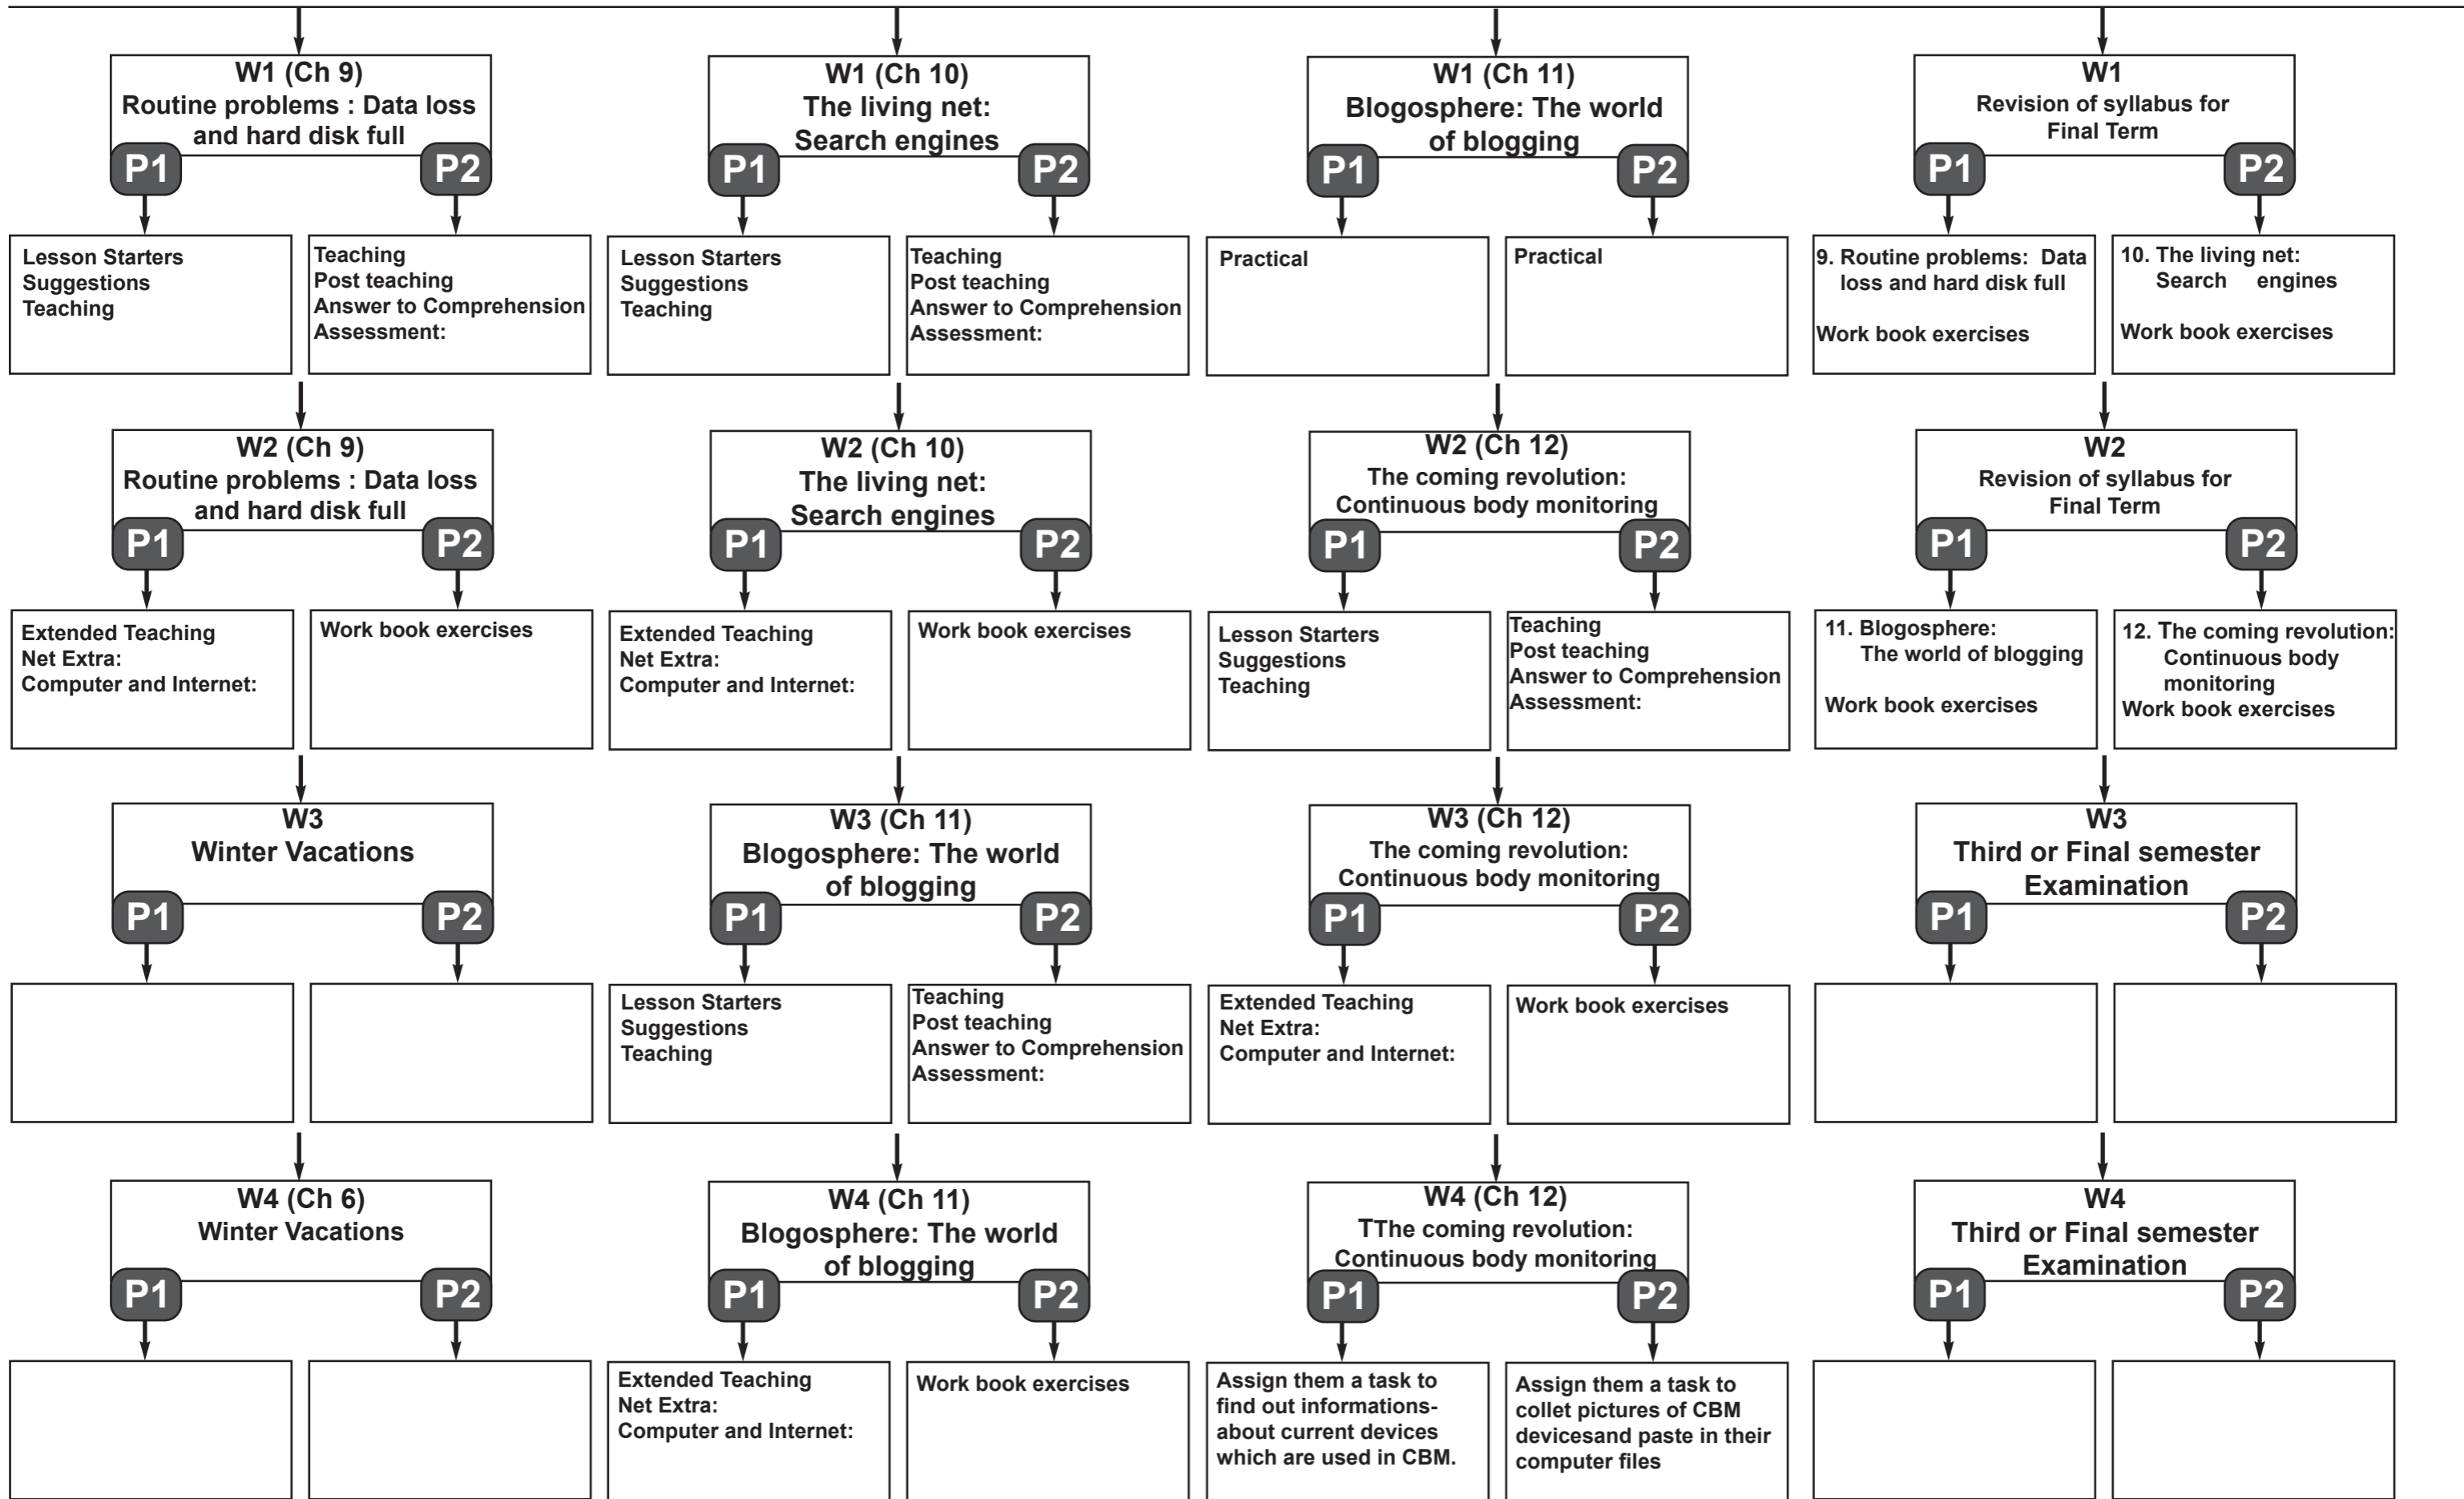 W1 (Ch 9)
Routine problems : Data loss
and hard disk full
P1
P2
Lesson Starters
Suggestions
Teaching
Teaching
Post teaching
Answer to Comprehension
Assessment:
W2 (Ch 9)
Routine problems : Data loss
and hard disk full
P1
P2
Extended Teaching
Net Extra:
Computer and Internet:
Work book exercises
W3
Winter Vacations
P1
P2
W4 (Ch 6)
Winter Vacations
P1
P2
W1 (Ch 10)
The living net:
Search engines
P1
P2
Lesson Starters
Suggestions
Teaching
Teaching
Post teaching
Answer to Comprehension
Assessment:
W2 (Ch 10)
The living net:
Search engines
P1
P2
Extended Teaching
Net Extra:
Computer and Internet:
Work book exercises
W3 (Ch 11)
Blogosphere: The world
of blogging
P1
P2
Lesson Starters
Suggestions
Teaching
Teaching
Post teaching
Answer to Comprehension
Assessment:
W4 (Ch 11)
Blogosphere: The world
of blogging
P1
P2
Extended Teaching
Net Extra:
Computer and Internet:
Work book exercises
W1 (Ch 11)
Blogosphere: The world
of blogging
P1
P2
Practical
Practical
W2 (Ch 12)
The coming revolution:
Continuous body monitoring
P1
P2
Lesson Starters
Suggestions
Teaching
Teaching
Post teaching
Answer to Comprehension
Assessment:
W3 (Ch 12)
The coming revolution:
Continuous body monitoring
P1
P2
Extended Teaching
Net Extra:
Computer and Internet:
Work book exercises
W4 (Ch 12)
TThe coming revolution:
Continuous body monitoring
P1
P2
Assign them a task to
find out informations-
about current devices
which are used in CBM.
Assign them a task to
collet pictures of CBM
devicesand paste in their
computer files
W1
Revision of syllabus for
Final Term
P1
P2
9. Routine problems: Data
loss and hard disk full
Work book exercises
10. The living net:
Search engines
Work book exercises
W2
Revision of syllabus for
Final Term
P1
P2
11. Blogosphere:
The world of blogging
Work book exercises
12. The coming revolution:
Continuous body
monitoring
Work book exercises
W3
Third or Final semester
Examination
P1
P2
W4
Third or Final semester
Examination
P1
P2